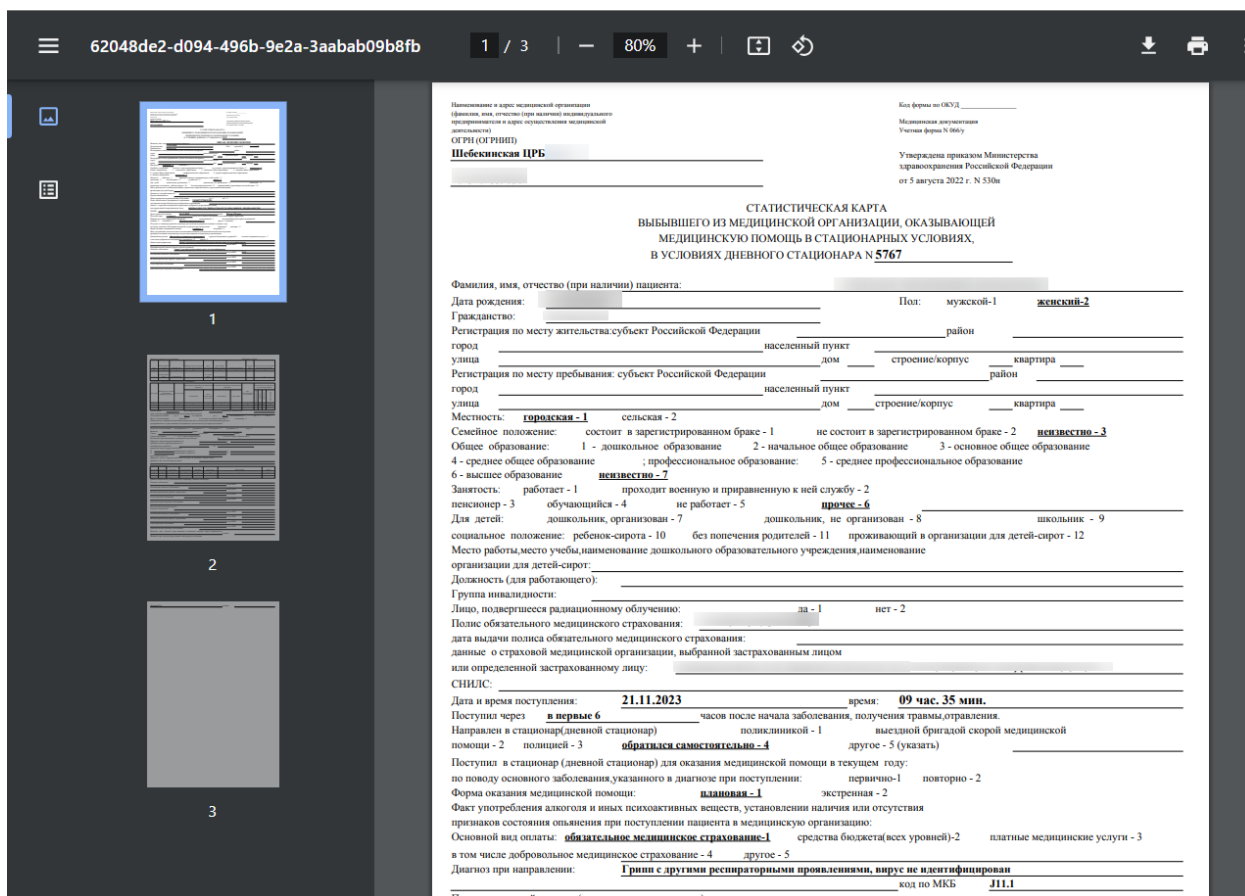 62048de2-d094-496b-9e2a-3aabab09b8fb
1 / 3
80%
1
2
3
Наименование и адрес медицинской организации
(фамилия, имя, отчество (при наличии) индивидуального
предпринимателя и адрес осуществления медицинской
деятельности)
ОГРН (ОГРНИП)
Шебекинская ЦРБ
Код формы по ОКУД
Медицинская документация
Учетная форма N 066/у
Утверждена приказом Министерства
здравоохранения Российской Федерации
от 5 августа 2022 г. N 530н
СТАТИСТИЧЕСКАЯ КАРТА
ВЫБЫВШЕГО ИЗ МЕДИЦИНСКОЙ ОРГАНИЗАЦИИ, ОКАЗЫВАЮЩЕЙ
МЕДИЦИНСКУЮ ПОМОЩЬ В СТАЦИОНАРНЫХ УСЛОВИЯХ,
В УСЛОВИЯХ ДНЕВНОГО СТАЦИОНАРА N 5767
Фамилия, имя, отчество (при наличии) пациента:
Дата рождения: Пол: мужской-1 женский-2
Гражданство:
Регистрация по месту жительства:субъект Российской Федерации район
город населенный пункт
улица дом строение/корпус квартира
Регистрация по месту пребывания: субъект Российской Федерации район
город населенный пункт
улица дом строение/корпус квартира
Местность: городская - 1 сельская - 2
Семейное положение: состоит в зарегистрированном браке - 1 не состоит в зарегистрированном браке - 2 неизвестно - 3
Общее образование: 1 - дошкольное образование 2 - начальное общее образование 3 - основное общее образование
4 - среднее общее образование ; профессиональное образование: 5 - среднее профессиональное образование
6 - высшее образование неизвестно - 7
Занятость: работает - 1 проходит военную и приравненную к ней службу - 2
пенсионер - 3 обучающийся - 4 не работает - 5 прочее - 6
Для детей: дошкольник, организован - 7 дошкольник, не организован - 8 школьник - 9
социальное положение: ребенок-сирота - 10 без попечения родителей - 11 проживающий в организации для детей-сирот - 12
Место работы,место учебы,наименование дошкольного образовательного учреждения,наименование
организации для детей-сирот:
Должность (для работающего):
Группа инвалидности:
Лицо, подвергшееся радиационному облучению: да - 1 нет - 2
Полис обязательного медицинского страхования:
дата выдачи полиса обязательного медицинского страхования:
данные о страховой медицинской организации, выбранной застрахованным лицом
или определенной застрахованному лицу:
СНИЛС:
Дата и время поступления: 21.11.2023 время: 09 час. 35 мин.
Поступил через в первые 6 часов после начала заболевания, получения травмы,отравления.
Направлен в стационар(дневной стационар) поликлиникой - 1 выездной бригадой скорой медицинской
помощи - 2 полицией - 3 обратился самостоятельно - 4 другое - 5 (указать)
Поступил в стационар (дневной стационар) для оказания медицинской помощи в текущем году:
по поводу основного заболевания,указанного в диагнозе при поступлении: первично-1 повторно - 2
Форма оказания медицинской помощи: плановая - 1 экстренная - 2
Факт употребления алкоголя и иных психоактивных веществ, установлении наличия или отсутствия
признаков состояния опьянения при поступлении пациента в медицинскую организацию:
Основной вид оплаты: обязательное медицинское страхование-1 средства бюджета(всех уровней)-2 платные медицинские услуги - 3
в том числе добровольное медицинское страхование - 4 другое - 5
Диагноз при направлении: Грипп с другими респираторными проявлениями, вирус не идентифицирован
код по МКБ J11.1